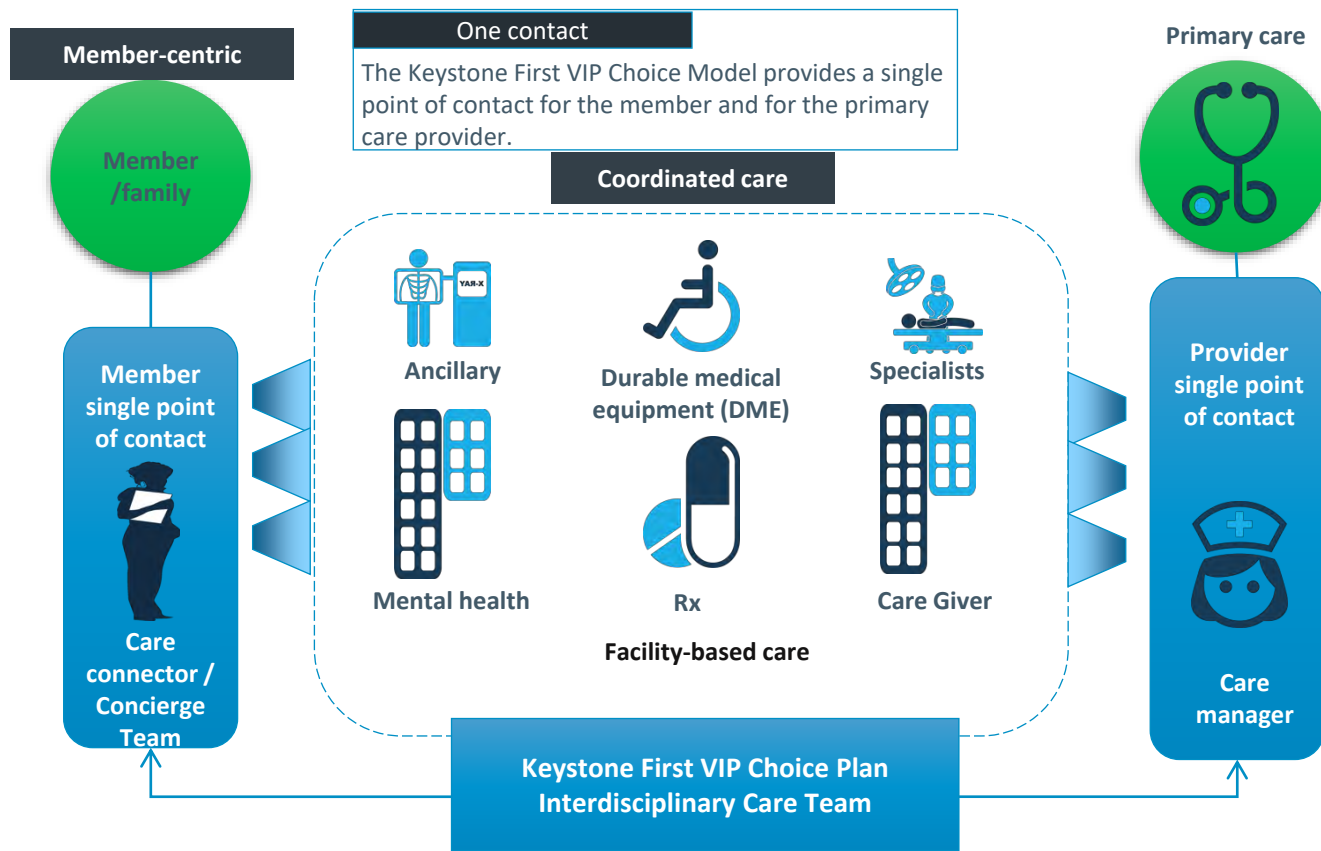 One contact
Member-centric
Primary care
The Keystone First VIP Choice Model provides a single
point of contact for the member and for the primary
care provider.
Member
/family
Coordinated care
X-RAY
Ancillary
Durable medical
equipment (DME)
Specialists
Member
single point
of contact
Provider
single point
of contact
Mental health
Rx
Care Giver
Facility-based care
Care
connector /
Concierge
Team
Care
manager
Keystone First VIP Choice Plan
Interdisciplinary Care Team